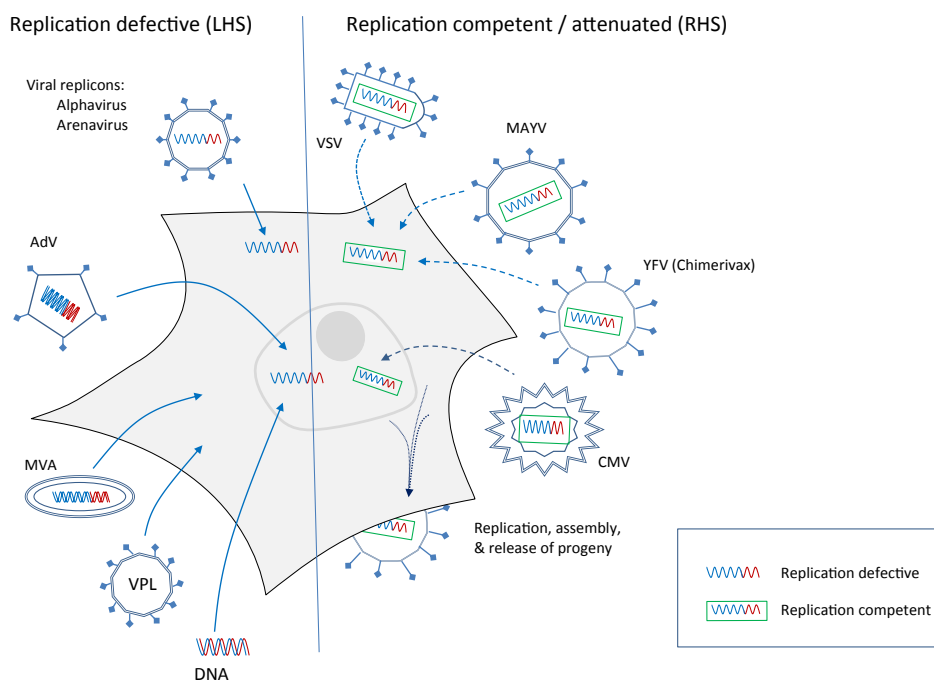 Replication defective (LHS)
Replication competent / attenuated (RHS)
Viral replicons:
Alphavirus
Arenavirus
VSV
MAYV
AdV
YFV (Chimerivax)
MVA
CMV
VPL
Replication, assembly,
& release of progeny
DNA
Replication defective
Replication competent